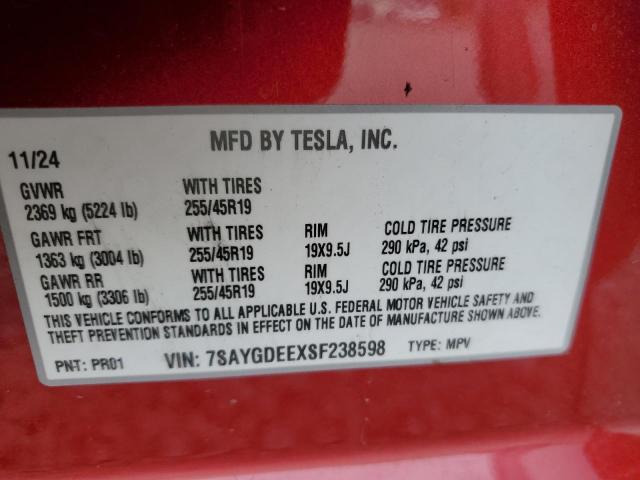 MFD BY TESLA, INC.
11/24
GVWR WITH TIRES
2369 kg (5224 lb) 255/45R19
GAWR FRT WITH TIRES RIM COLD TIRE PRESSURE
1363 kg (3004 lb) 255/45R19 19X9.5J 290 kPa, 42 psi
GAWR RR WITH TIRES RIM COLD TIRE PRESSURE
1500 kg (3306 lb) 255/45R19 19X9.5J 290 kPa, 42 psi
THIS VEHICLE CONFORMS TO ALL APPLICABLE U.S. FEDERAL MOTOR VEHICLE SAFETY AND
THEFT PREVENTION STANDARDS IN EFFECT ON THE DATE OF MANUFACTURE SHOWN ABOVE.
PNT: PR01 VIN: 7SAYGDEEXSF238598 TYPE: MPV